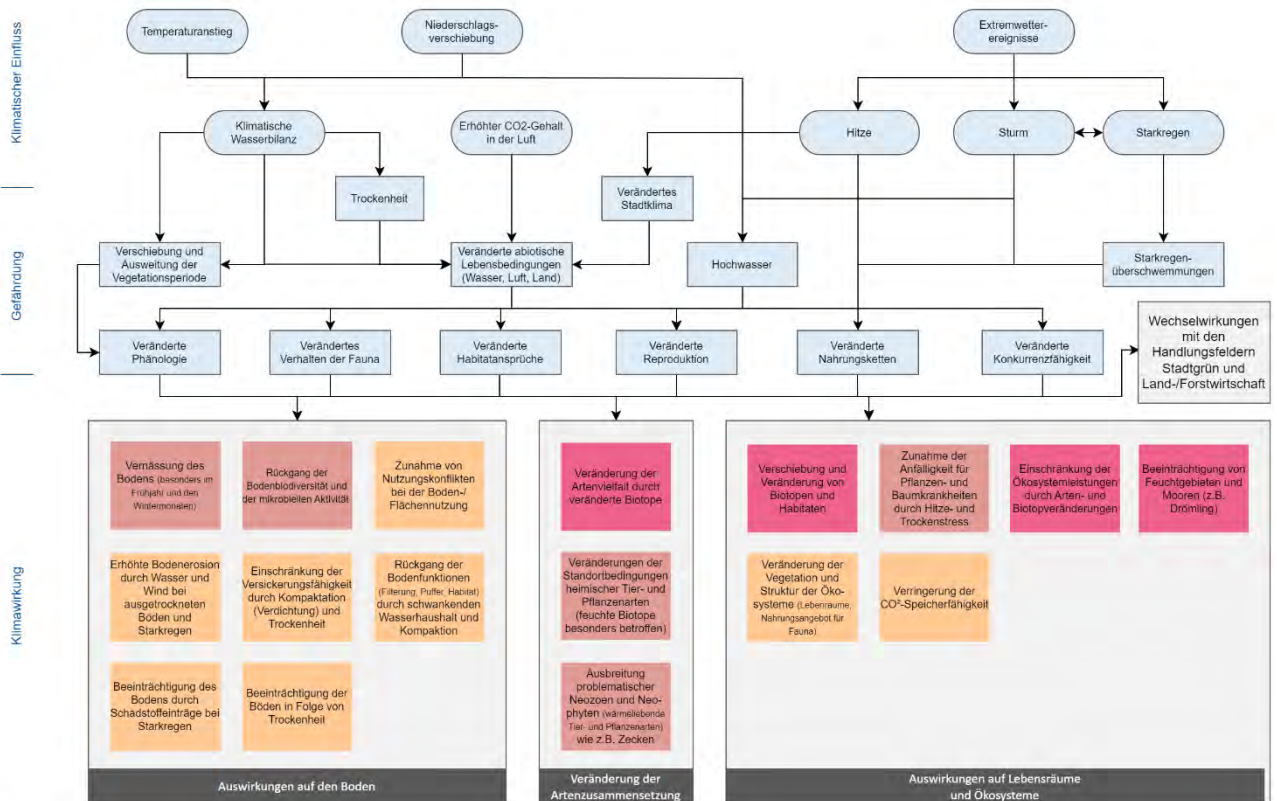 Klimatischer Einfluss
Temperaturanstieg
Niederschlags-
verschiebung
Extremwetter-
ereignisse
Klimatische
Wasserbilanz
Erhöhter CO2-Gehalt
in der Luft
Hitze
Sturm
Starkregen
Trockenheit
Verändertes
Stadtklima
Gefährdung
Verschiebung und
Ausweitung der
Vegetationsperiode
Veränderte abiotische
Lebensbedingungen
(Wasser, Luft, Land)
Hochwasser
Starkregen-
überschwemmungen
Veränderte
Phänologie
Verändertes
Verhalten der Fauna
Veränderte
Habitatansprüche
Veränderte
Reproduktion
Veränderte
Nahrungsketten
Veränderte
Konkurrenzfähigkeit
Wechselwirkungen
mit den
Handlungsfeldern
Stadtgrün und
Land-/Forstwirtschaft
Klimawirkung
Vernässung des
Bodens (besonders im
Frühjahr und den
Wintermonaten)
Rückgang der
Bodenbiodiversität und
der mikrobiellen Aktivität
Zunahme von
Nutzungskonflikten
bei der Boden-/
Flächennutzung
Erhöhte Bodenerosion
durch Wasser und
Wind bei
ausgetrockneten
Böden und
Starkregen
Einschränkung der
Versickerungsfähigkeit
durch Kompaktation
(Verdichtung) und
Trockenheit
Rückgang der
Bodenfunktionen
(Filterung, Puffer, Habitat)
durch schwankenden
Wasserhaushalt und
Kompaktion
Beeinträchtigung des
Bodens durch
Schadstoffeinträge bei
Starkregen
Beeinträchtigung der
Böden in Folge von
Trockenheit
Auswirkungen auf den Boden
Veränderung der
Artenvielfalt durch
veränderte Biotope
Veränderungen der
Standortbedingungen
heimischer Tier- und
Pflanzenarten
(feuchte Biotope
besonders betroffen)
Ausbreitung
problematischer
Neozoen und Neo-
phyten (wärmeliebende
Tier- und Pflanzenarten)
wie z.B. Zecken
Veränderung der
Artenzusammensetzung
Verschiebung und
Veränderung von
Biotopen und
Habitaten
Zunahme der
Anfälligkeit für
Pflanzen- und
Baumkrankheiten
durch Hitze- und
Trockenstress
Einschränkung der
Ökosystemleistungen
durch Arten- und
Biotopveränderungen
Beeinträchtigung von
Feuchtgebieten und
Mooren (z.B.
Drömling)
Veränderung der
Vegetation und
Struktur der Öko-
systeme (Lebensräume,
Nahrungsangebot für
Fauna)
Verringerung der
CO²-Speicherfähigkeit
Auswirkungen auf Lebensräume
und Ökosysteme